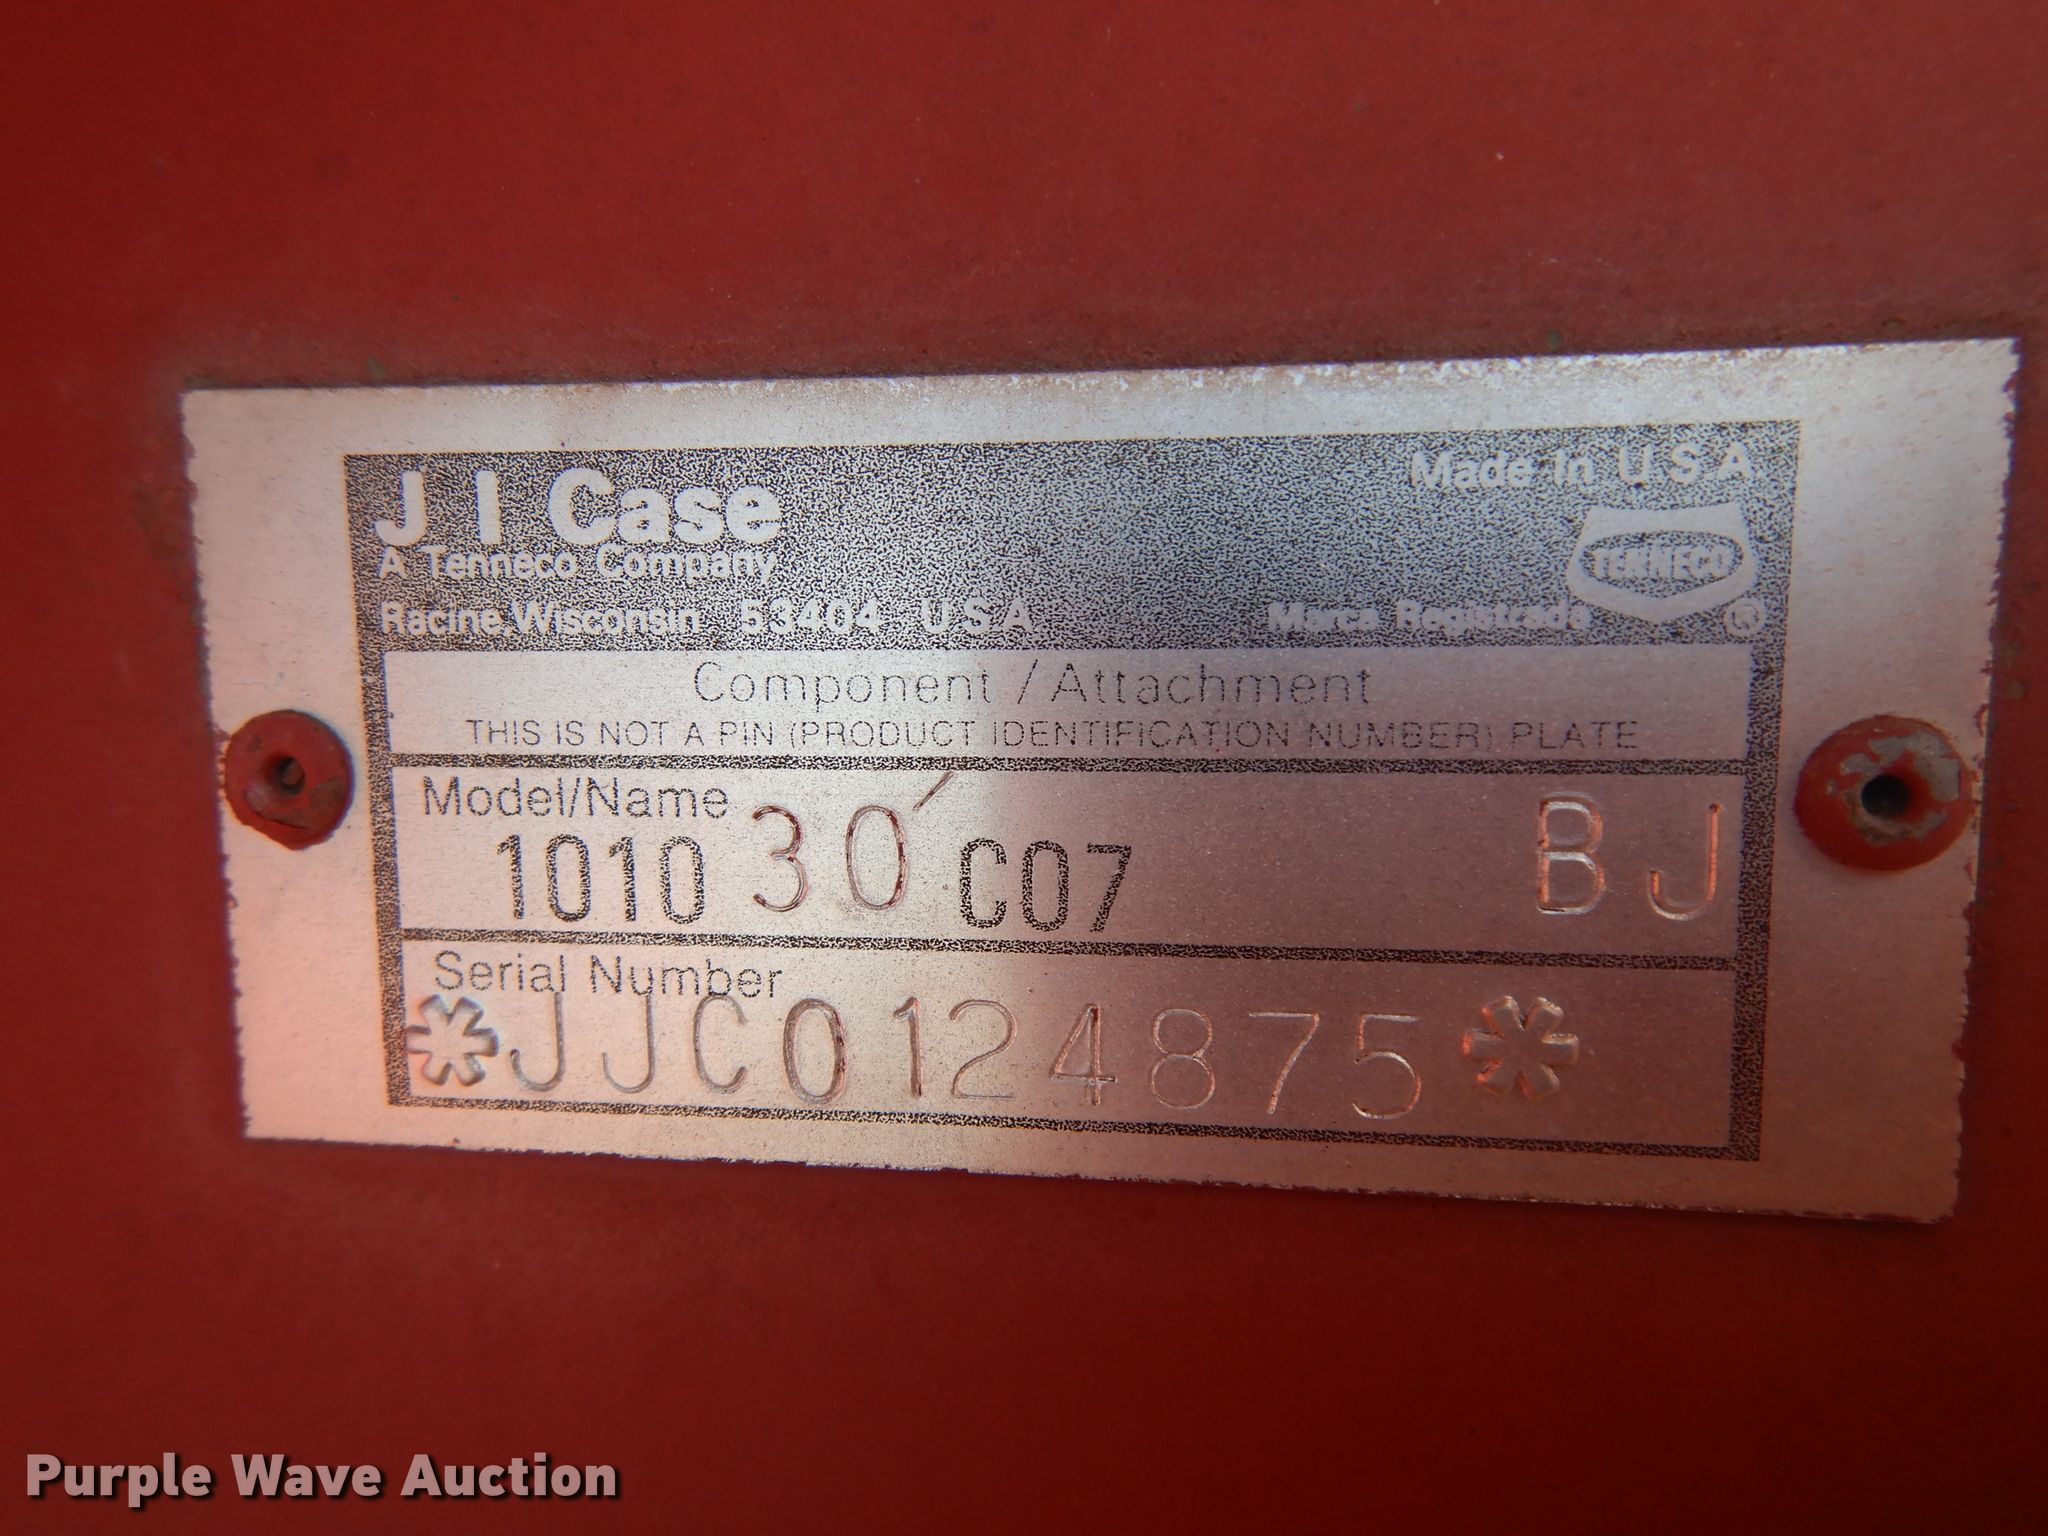 J I Case
Made In U.S.A
A Tenneco Company
TENNECO
Racine, Wisconsin 53404 U.S.A
Marca Registrada ®
Component / Attachment
THIS IS NOT A PIN (PRODUCT IDENTIFICATION NUMBER) PLATE
Model/Name
1010 30' C07 BJ
Serial Number
*JJC0124875*
Purple Wave Auction